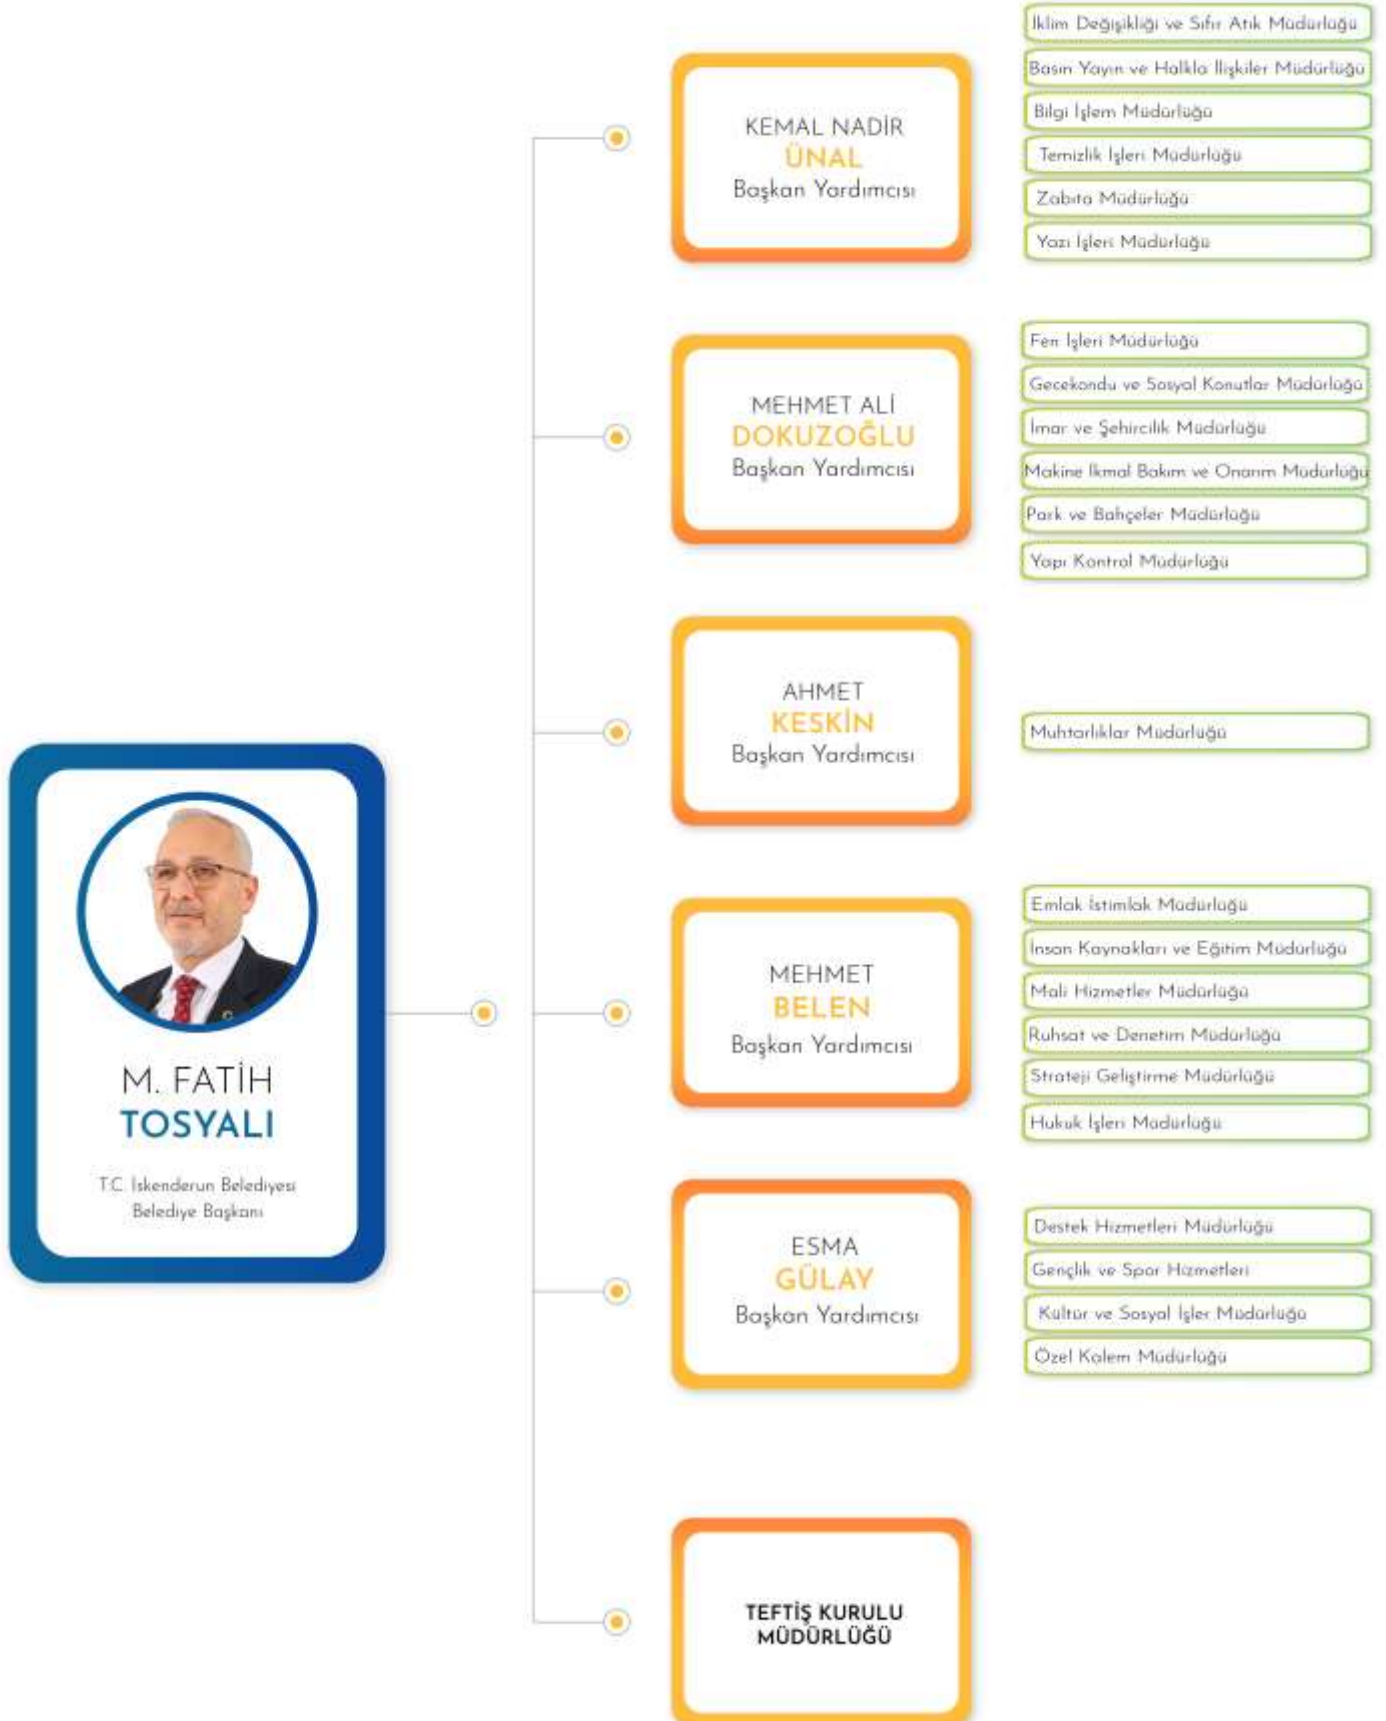 M. FATİH
TOSYALI
T.C. İskenderun Belediyesi
Belediye Başkanı
KEMAL NADİR
ÜNAL
Başkan Yardımcısı
İklim Değişikliği ve Sıfır Atık Müdürlüğü
Basın Yayın ve Halkla İlişkiler Müdürlüğü
Bilgi İşlem Müdürlüğü
Temizlik İşleri Müdürlüğü
Zabıta Müdürlüğü
Yazı İşleri Müdürlüğü
MEHMET ALİ
DOKUZOĞLU
Başkan Yardımcısı
Fen İşleri Müdürlüğü
Gecekondu ve Sosyal Konutlar Müdürlüğü
İmar ve Şehircilik Müdürlüğü
Makine İkmal Bakım ve Onarım Müdürlüğü
Park ve Bahçeler Müdürlüğü
Yapı Kontrol Müdürlüğü
AHMET
KESKİN
Başkan Yardımcısı
Muhtarlıklar Müdürlüğü
MEHMET
BELEN
Başkan Yardımcısı
Emlak İstimlak Müdürlüğü
İnsan Kaynakları ve Eğitim Müdürlüğü
Mali Hizmetler Müdürlüğü
Ruhsat ve Denetim Müdürlüğü
Strateji Geliştirme Müdürlüğü
Hukuk İşleri Müdürlüğü
ESMA
GÜLAY
Başkan Yardımcısı
Destek Hizmetleri Müdürlüğü
Gençlik ve Spor Hizmetleri
Kültür ve Sosyal İşler Müdürlüğü
Özel Kalem Müdürlüğü
TEFTİŞ KURULU
MÜDÜRLÜĞÜ